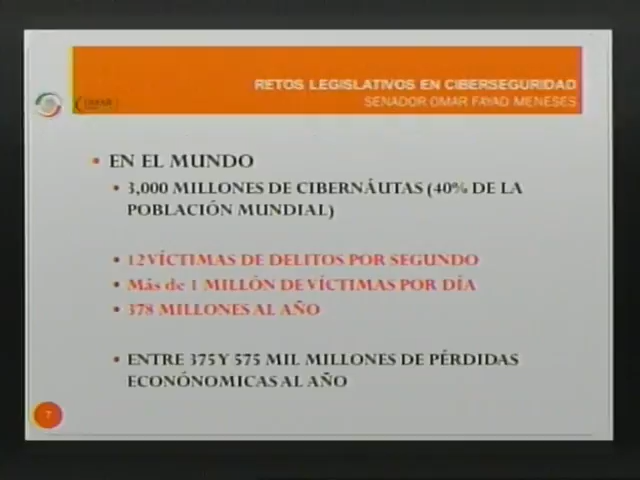 RETOS LEGISLATIVOS EN CIBERSEGURIDAD
SENADOR OMAR FAYAD MENESES
• EN EL MUNDO
• 3,000 MILLONES DE CIBERNÁUTAS (40% DE LA
POBLACIÓN MUNDIAL)
• 12 VÍCTIMAS DE DELITOS POR SEGUNDO
• Más de 1 MILLÓN DE VÍCTIMAS POR DÍA
• 378 MILLONES AL AÑO
• ENTRE 375 Y 575 MIL MILLONES DE PÉRDIDAS
ECONÓNOMICAS AL AÑO
7